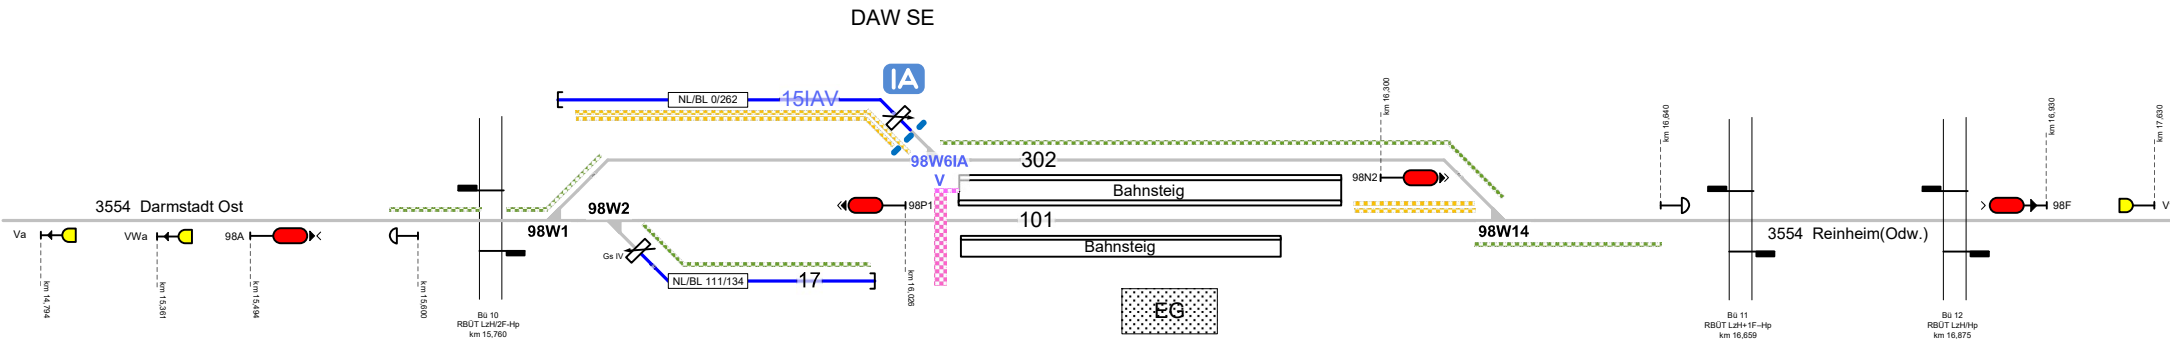 DAW SE
IA
NL/BL 0/262
15IAV
km 16,300
km 16,640
km 16,930
km 17,630
98W6IA
V
302
98N2
Bahnsteig
3554 Darmstadt Ost
98W2
98P1
98F
V
98W1
101
98W14
3554 Reinheim(Odw.)
Va
VWa
98A
Bahnsteig
Gs IV
NL/BL 111/134
17
km 14,794
km 15,361
km 15,494
km 15,600
km 16,026
EG
Bü 10
RBÜT LzH/2F-Hp
km 15,760
Bü 11
RBÜT LzH+1F-Hp
km 16,659
Bü 12
RBÜT LzH/Hp
km 16,875